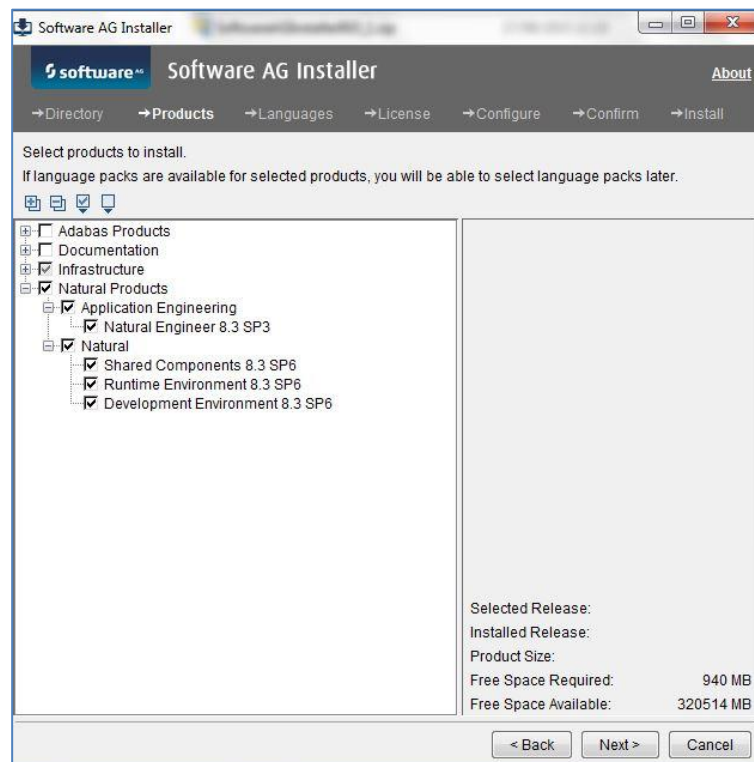 Software AG Installer
software AG Software AG Installer About
→Directory →Products →Languages →License →Configure →Confirm →Install
Select products to install.
If language packs are available for selected products, you will be able to select language packs later.
Adabas Products
Documentation
Infrastructure
Natural Products
Application Engineering
Natural Engineer 8.3 SP3
Natural
Shared Components 8.3 SP6
Runtime Environment 8.3 SP6
Development Environment 8.3 SP6
Selected Release:
Installed Release:
Product Size:
Free Space Required: 940 MB
Free Space Available: 320514 MB
< Back Next > Cancel